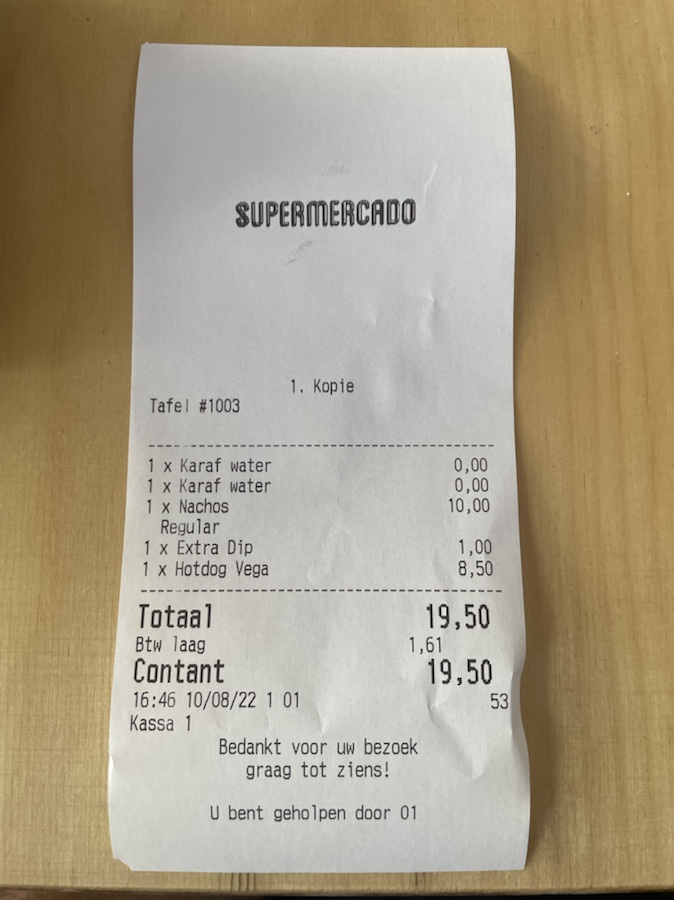 SUPERMERCADO
1. Kopie
Tafel #1003
1 x Karaf water 0,00
1 x Karaf water 0,00
1 x Nachos 10,00
Regular
1 x Extra Dip 1,00
1 x Hotdog Vega 8,50
Totaal 19,50
Btw laag 1,61
Contant 19,50
16:46 10/08/22 1 01 53
Kassa 1
Bedankt voor uw bezoek
graag tot ziens!
U bent geholpen door 01